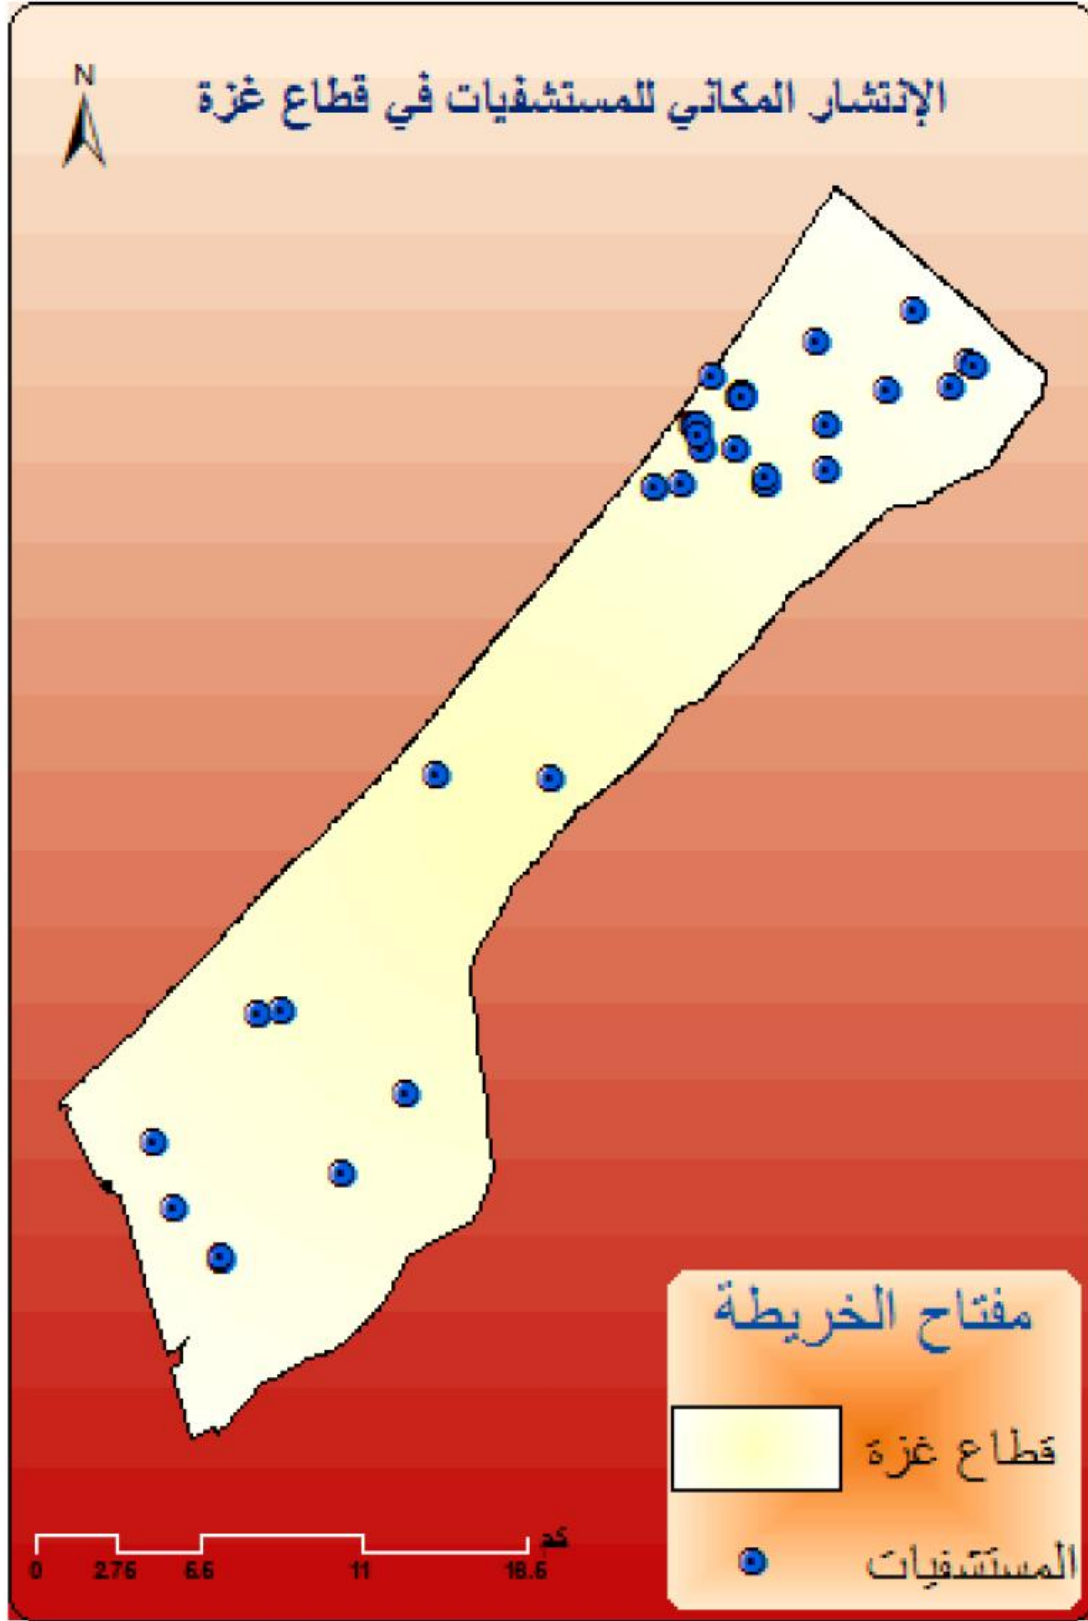 N
الإنتشار المكاني للمستشفيات في قطاع غزة
مفتاح الخريطة
قطاع غزة
المستشفيات
كم
0 2.75 5.5 11 16.5